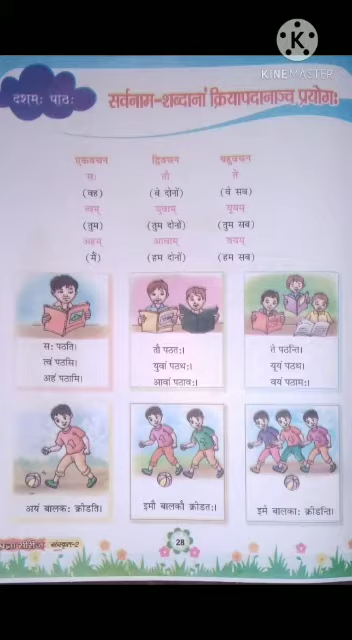 KINEMASTER
दशमः पाठः
सर्वनाम-शब्दानां क्रियापदानाञ्च प्रयोगः
एकवचन द्विवचन बहुवचन
सः तौ ते
(वह) (वे दोनों) (वे सब)
त्वम् युवाम् यूयम्
(तुम) (तुम दोनों) (तुम सब)
अहम् आवाम् वयम्
(मैं) (हम दोनों) (हम सब)
सः पठति।
त्वं पठसि।
अहं पठामि।
तौ पठतः।
युवां पठथः।
आवां पठावः।
ते पठन्ति।
यूयं पठथ।
वयं पठामः।
अयं बालकः क्रीडति।
इमौ बालकौ क्रीडतः।
इमे बालकाः क्रीडन्ति।
संस्कृत-2
28